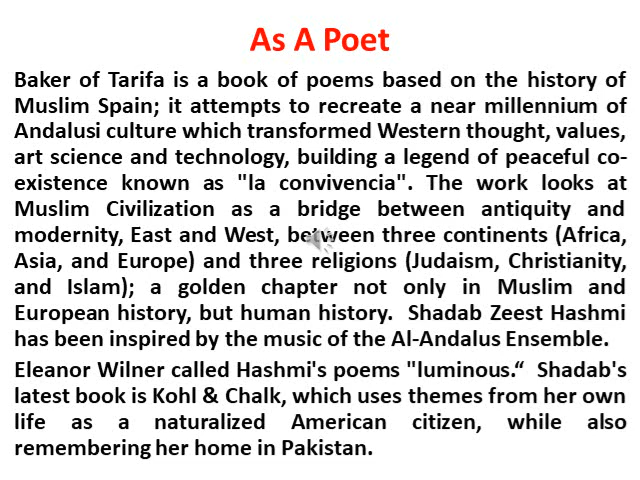 As A Poet
Baker of Tarifa is a book of poems based on the history of
Muslim Spain; it attempts to recreate a near millennium of
Andalusi culture which transformed Western thought, values,
art science and technology, building a legend of peaceful co-
existence known as "la convivencia". The work looks at
Muslim Civilization as a bridge between antiquity and
modernity, East and West, between three continents (Africa,
Asia, and Europe) and three religions (Judaism, Christianity,
and Islam); a golden chapter not only in Muslim and
European history, but human history.  Shadab Zeest Hashmi
has been inspired by the music of the Al-Andalus Ensemble.
Eleanor Wilner called Hashmi's poems "luminous.“  Shadab's
latest book is Kohl & Chalk, which uses themes from her own
life as a naturalized American citizen, while also
remembering her home in Pakistan.